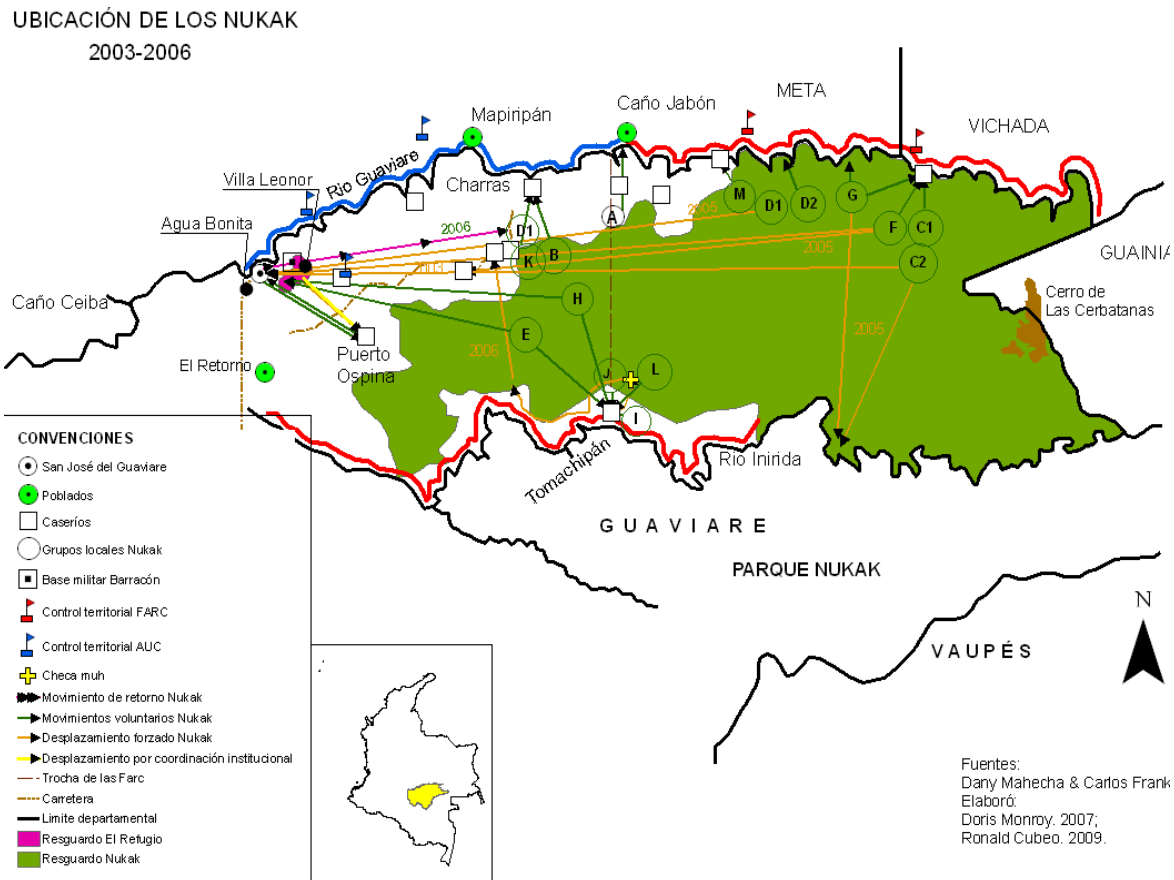 UBICACIÓN DE LOS NUKAK
2003-2006
META
Caño Jabón
Mapiripán
VICHADA
Rio Guaviare
Villa Leonor
Charras
Agua Bonita
GUAINIA
Caño Ceiba
Cerro de
Las Cerbatanas
El Retorno
Puerto
Ospina
Tomachipán
Rio Inirida
GUAVIARE
PARQUE NUKAK
VAUPÉS
N
A
M
D1
D2
G
F
C1
C2
D1
K
B
H
E
J
L
I
2005
2006
2005
2003
2006
2005
CONVENCIONES
San José del Guaviare
Poblados
Caseríos
Grupos locales Nukak
Base militar Barracón
Control territorial FARC
Control territorial AUC
Checa muh
Movimiento de retorno Nukak
Movimientos voluntarios Nukak
Desplazamiento forzado Nukak
Desplazamiento por coordinación institucional
Trocha de las Farc
Carretera
Limite departamental
Resguardo El Refugio
Resguardo Nukak
Fuentes:
Dany Mahecha & Carlos Frank
Elaboró:
Doris Monroy. 2007;
Ronald Cubeo. 2009.